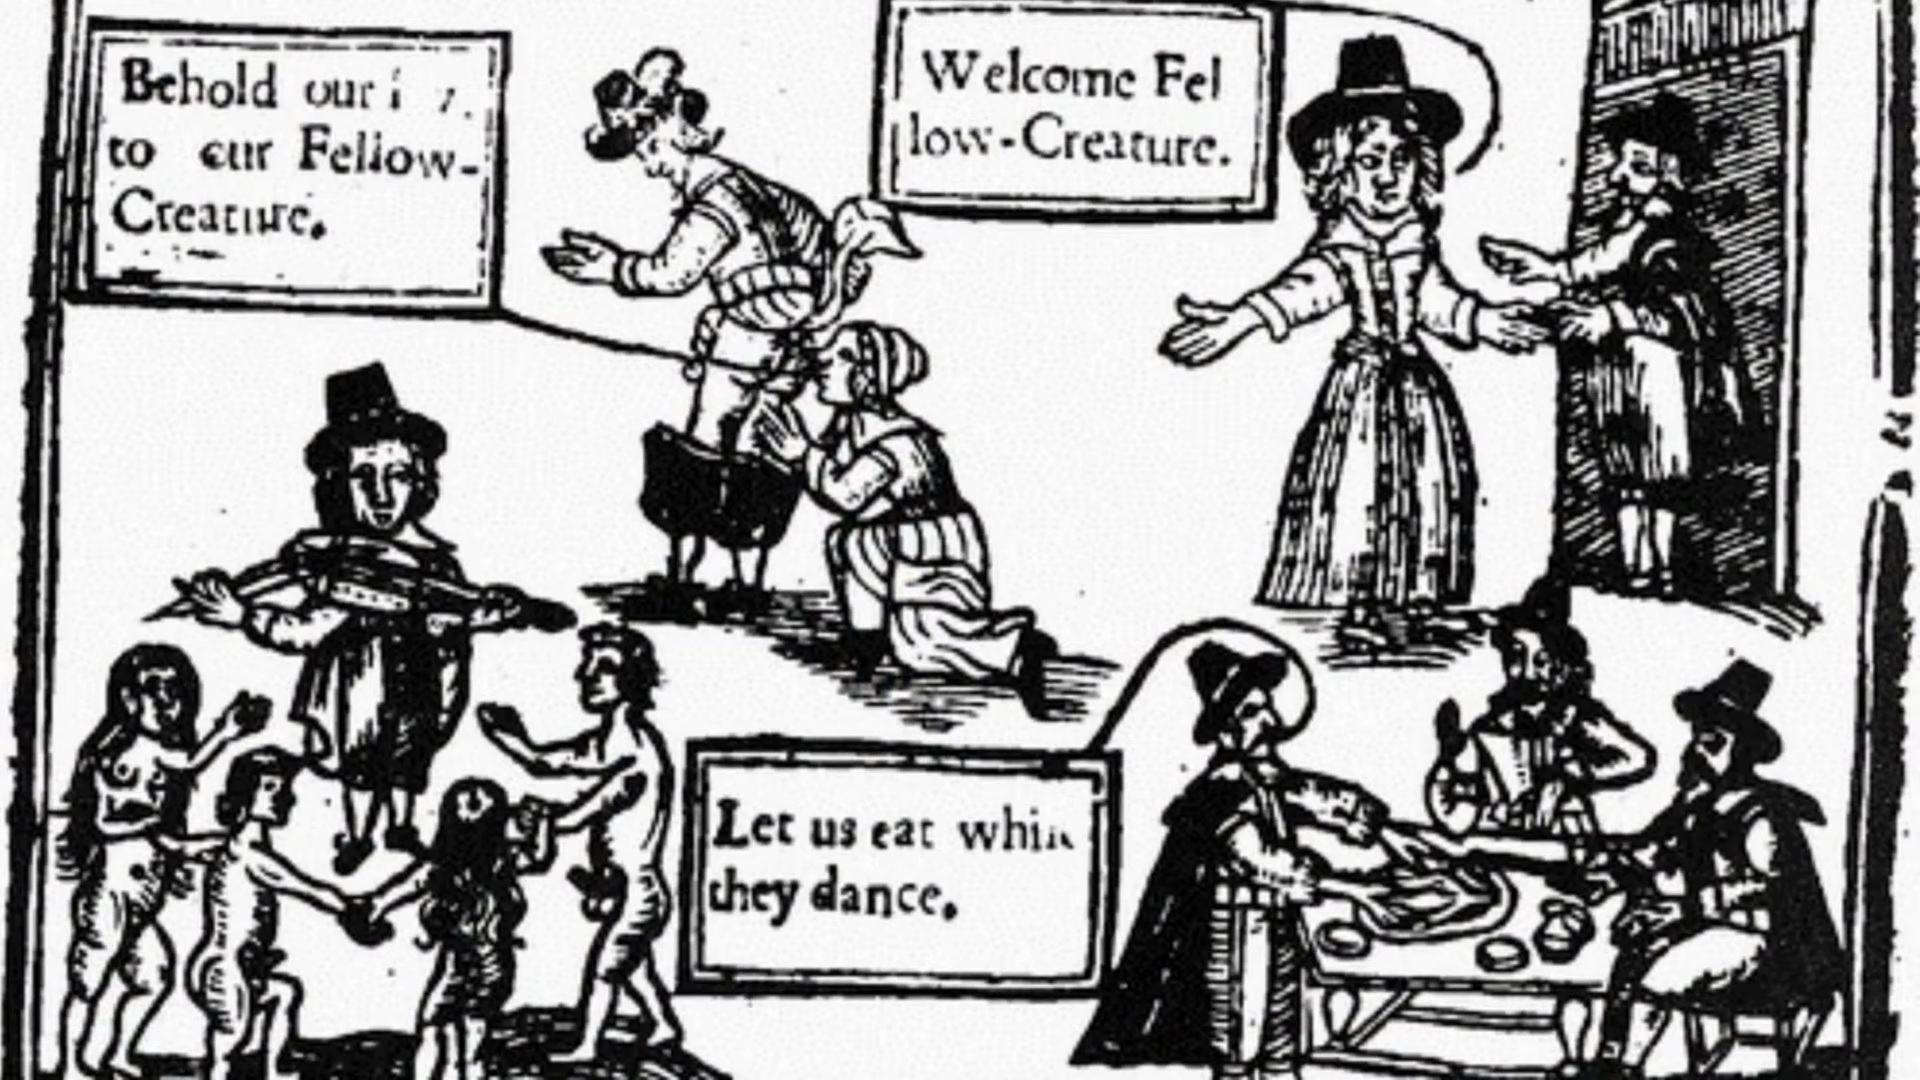 Behold our
to our Fellow-
Creature.
Welcome Fel
low-Creature.
Let us eat
they dance.